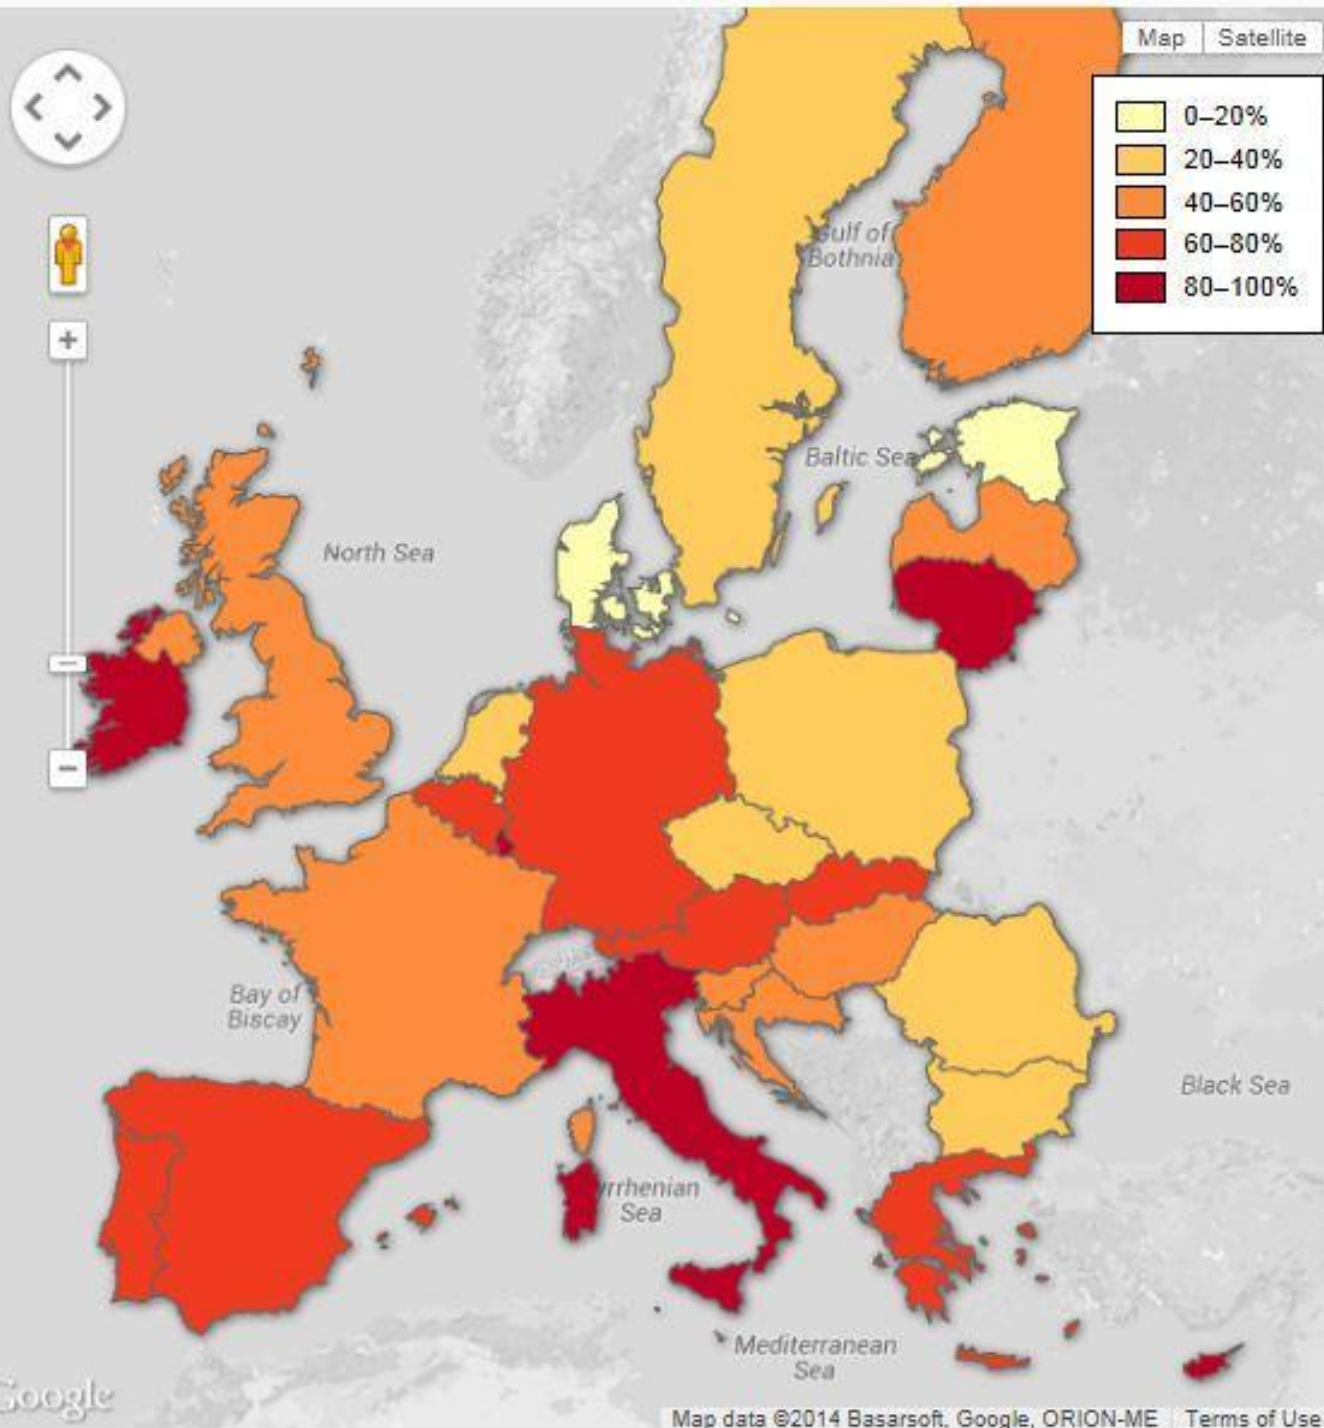 Map Satellite
0–20%
20–40%
40–60%
60–80%
80–100%
Gulf of
Bothnia
Baltic Sea
North Sea
Bay of
Biscay
Black Sea
rrhenian
Sea
Mediterranean
Sea
Google
Map data ©2014 Basarsoft, Google, ORION-ME Terms of Use